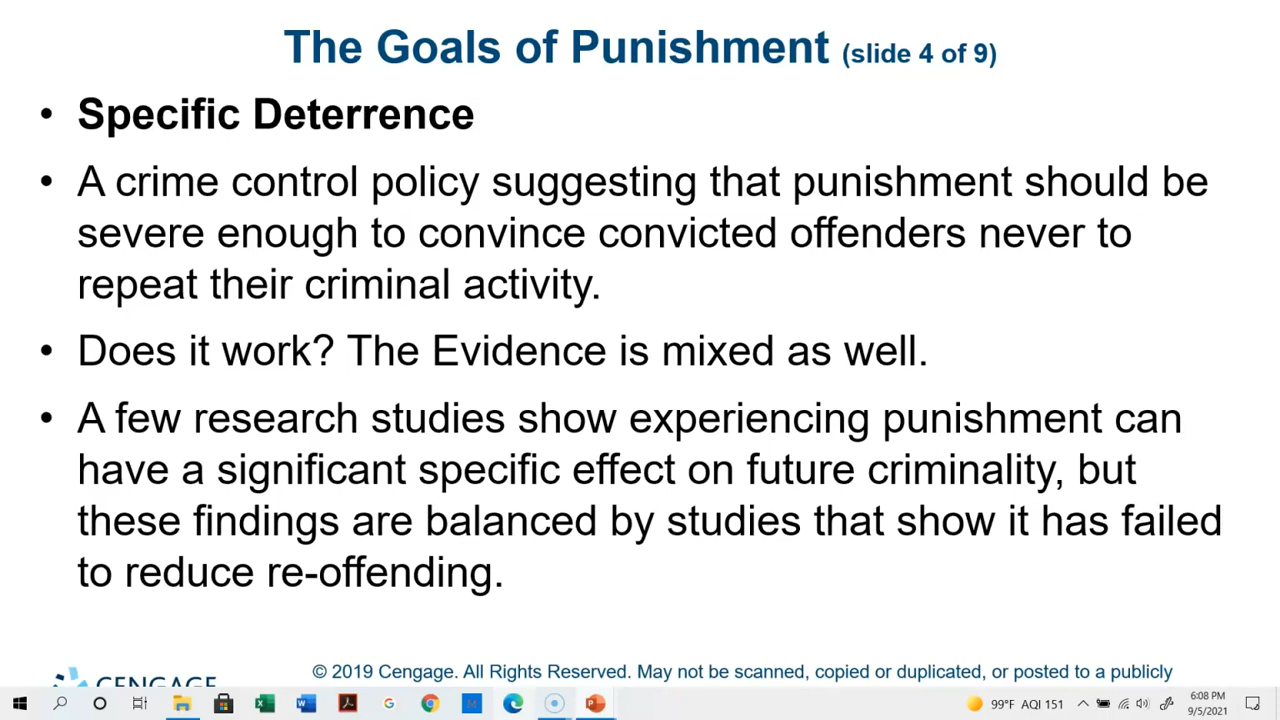 The Goals of Punishment (slide 4 of 9)
• Specific Deterrence
• A crime control policy suggesting that punishment should be
severe enough to convince convicted offenders never to
repeat their criminal activity.
• Does it work? The Evidence is mixed as well.
• A few research studies show experiencing punishment can
have a significant specific effect on future criminality, but
these findings are balanced by studies that show it has failed
to reduce re-offending.
CENGAGE
© 2019 Cengage. All Rights Reserved. May not be scanned, copied or duplicated, or posted to a publicly
99°F AQI 151
6:08 PM
9/5/2021